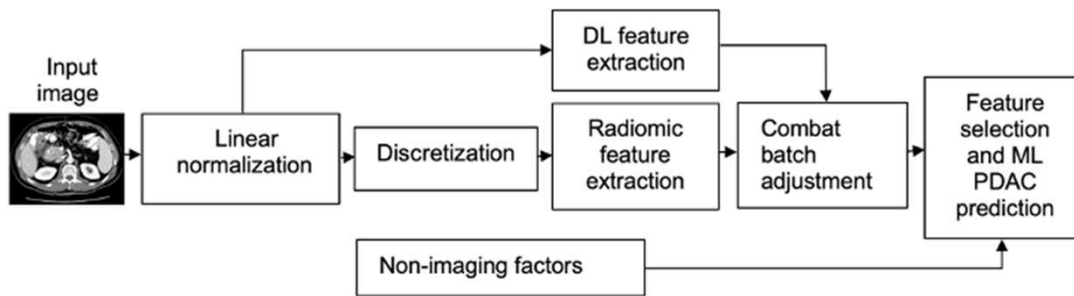 Input
image
Linear
normalization
Discretization
DL feature
extraction
Radiomic
feature
extraction
Combat
batch
adjustment
Feature
selection
and ML
PDAC
prediction
Non-imaging factors